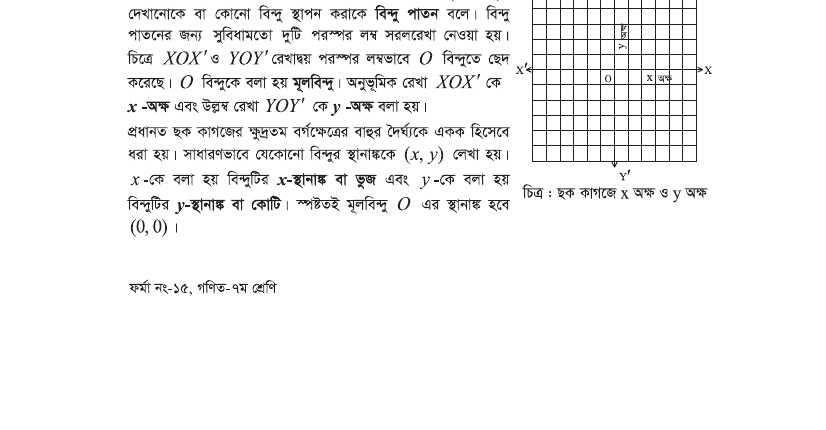 দেখানোকে বা কোনো বিন্দু স্থাপন করাকে বিন্দু পাতন বলে। বিন্দু
পাতনের জন্য সুবিধামতো দুটি পরস্পর লম্ব সরলরেখা নেওয়া হয়।
চিত্রে XOX′ ও YOY′ রেখাদ্বয় পরস্পর লম্বভাবে O বিন্দুতে ছেদ
করেছে। O বিন্দুকে বলা হয় মূলবিন্দু। অনুভূমিক রেখা XOX′ কে
x -অক্ষ এবং উল্লম্ব রেখা YOY′ কে y -অক্ষ বলা হয়।
প্রধানত ছক কাগজের ক্ষুদ্রতম বর্গক্ষেত্রের বাহুর দৈর্ঘ্যকে একক হিসেবে
ধরা হয়। সাধারণভাবে যেকোনো বিন্দুর স্থানাঙ্ককে (x, y) লেখা হয়।
x -কে বলা হয় বিন্দুটির x-স্থানাঙ্ক বা ভুজ এবং y -কে বলা হয়
বিন্দুটির y-স্থানাঙ্ক বা কোটি। স্পষ্টতই মূলবিন্দু O এর স্থানাঙ্ক হবে
(0, 0) ।
y অক্ষ
X′ X
O x অক্ষ
Y′
চিত্র : ছক কাগজে x অক্ষ ও y অক্ষ
ফর্মা নং-১৫, গণিত-৭ম শ্রেণি